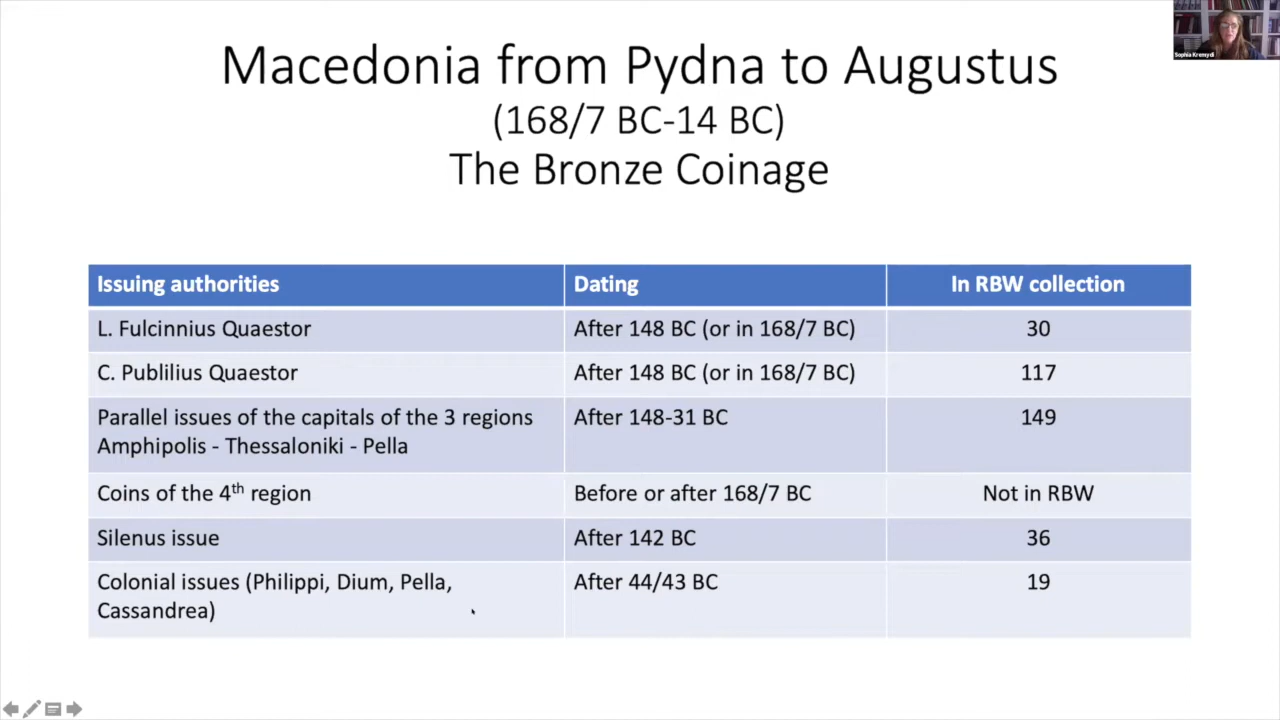 Macedonia from Pydna to Augustus
(168/7 BC-14 BC)
The Bronze Coinage
Issuing authorities Dating In RBW collection
L. Fulcinnius Quaestor After 148 BC (or in 168/7 BC) 30
C. Publilius Quaestor After 148 BC (or in 168/7 BC) 117
Parallel issues of the capitals of the 3 regions After 148-31 BC 149
Amphipolis - Thessaloniki - Pella
Coins of the 4th region Before or after 168/7 BC Not in RBW
Silenus issue After 142 BC 36
Colonial issues (Philippi, Dium, Pella, After 44/43 BC 19
Cassandrea)
Sophia Kremydi